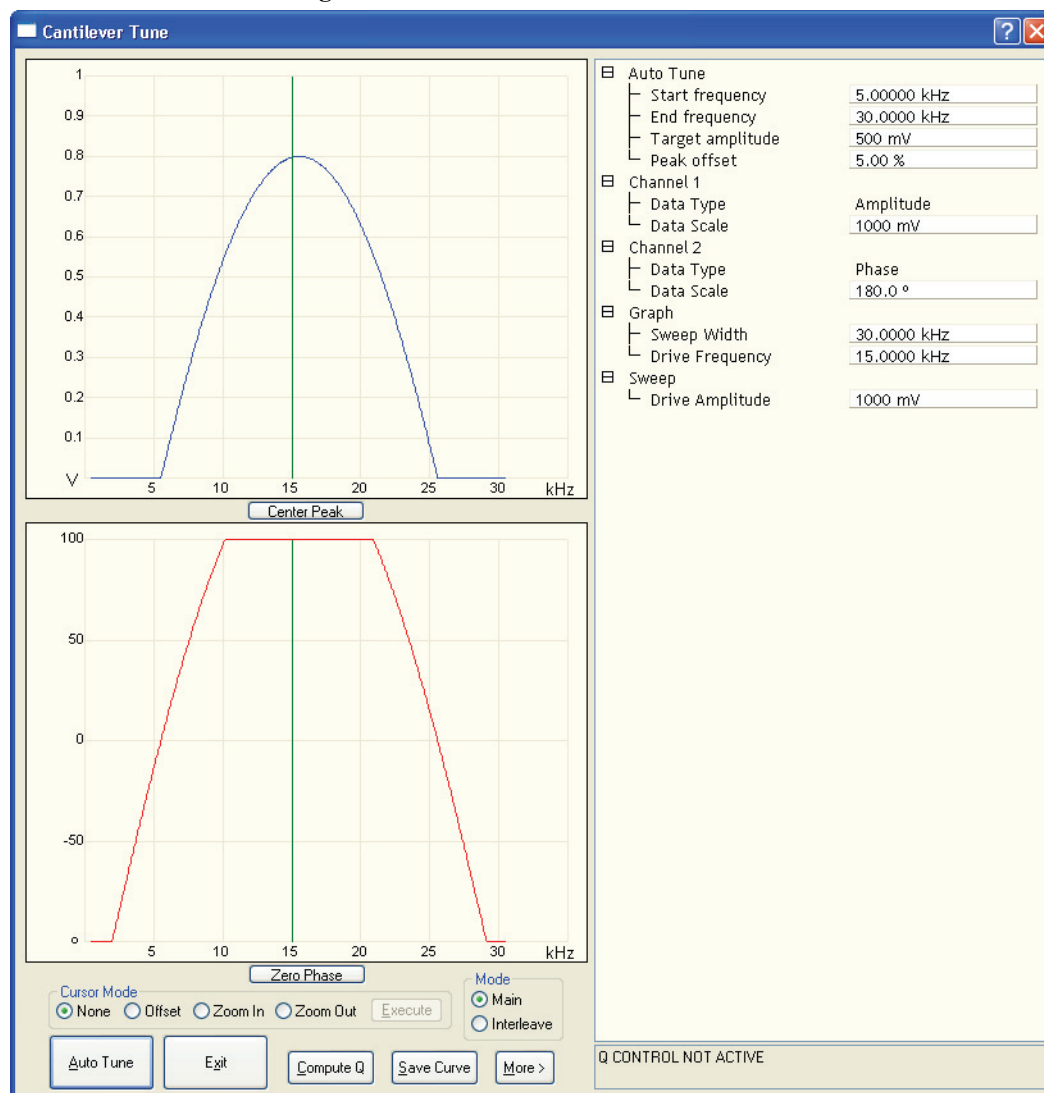 Cantilever Tune
1
0.9
0.8
0.7
0.6
0.5
0.4
0.3
0.2
0.1
V
5 10 15 20 25 30 kHz
Center Peak
100
50
0
-50
o
5 10 15 20 25 30 kHz
Zero Phase
Cursor Mode
None Offset Zoom In Zoom Out Execute
Mode
Main
Interleave
Auto Tune Exit Compute Q Save Curve More >
Auto Tune
Start frequency 5.00000 kHz
End frequency 30.0000 kHz
Target amplitude 500 mV
Peak offset 5.00 %
Channel 1
Data Type Amplitude
Data Scale 1000 mV
Channel 2
Data Type Phase
Data Scale 180.0 º
Graph
Sweep Width 30.0000 kHz
Drive Frequency 15.0000 kHz
Sweep
Drive Amplitude 1000 mV
Q CONTROL NOT ACTIVE